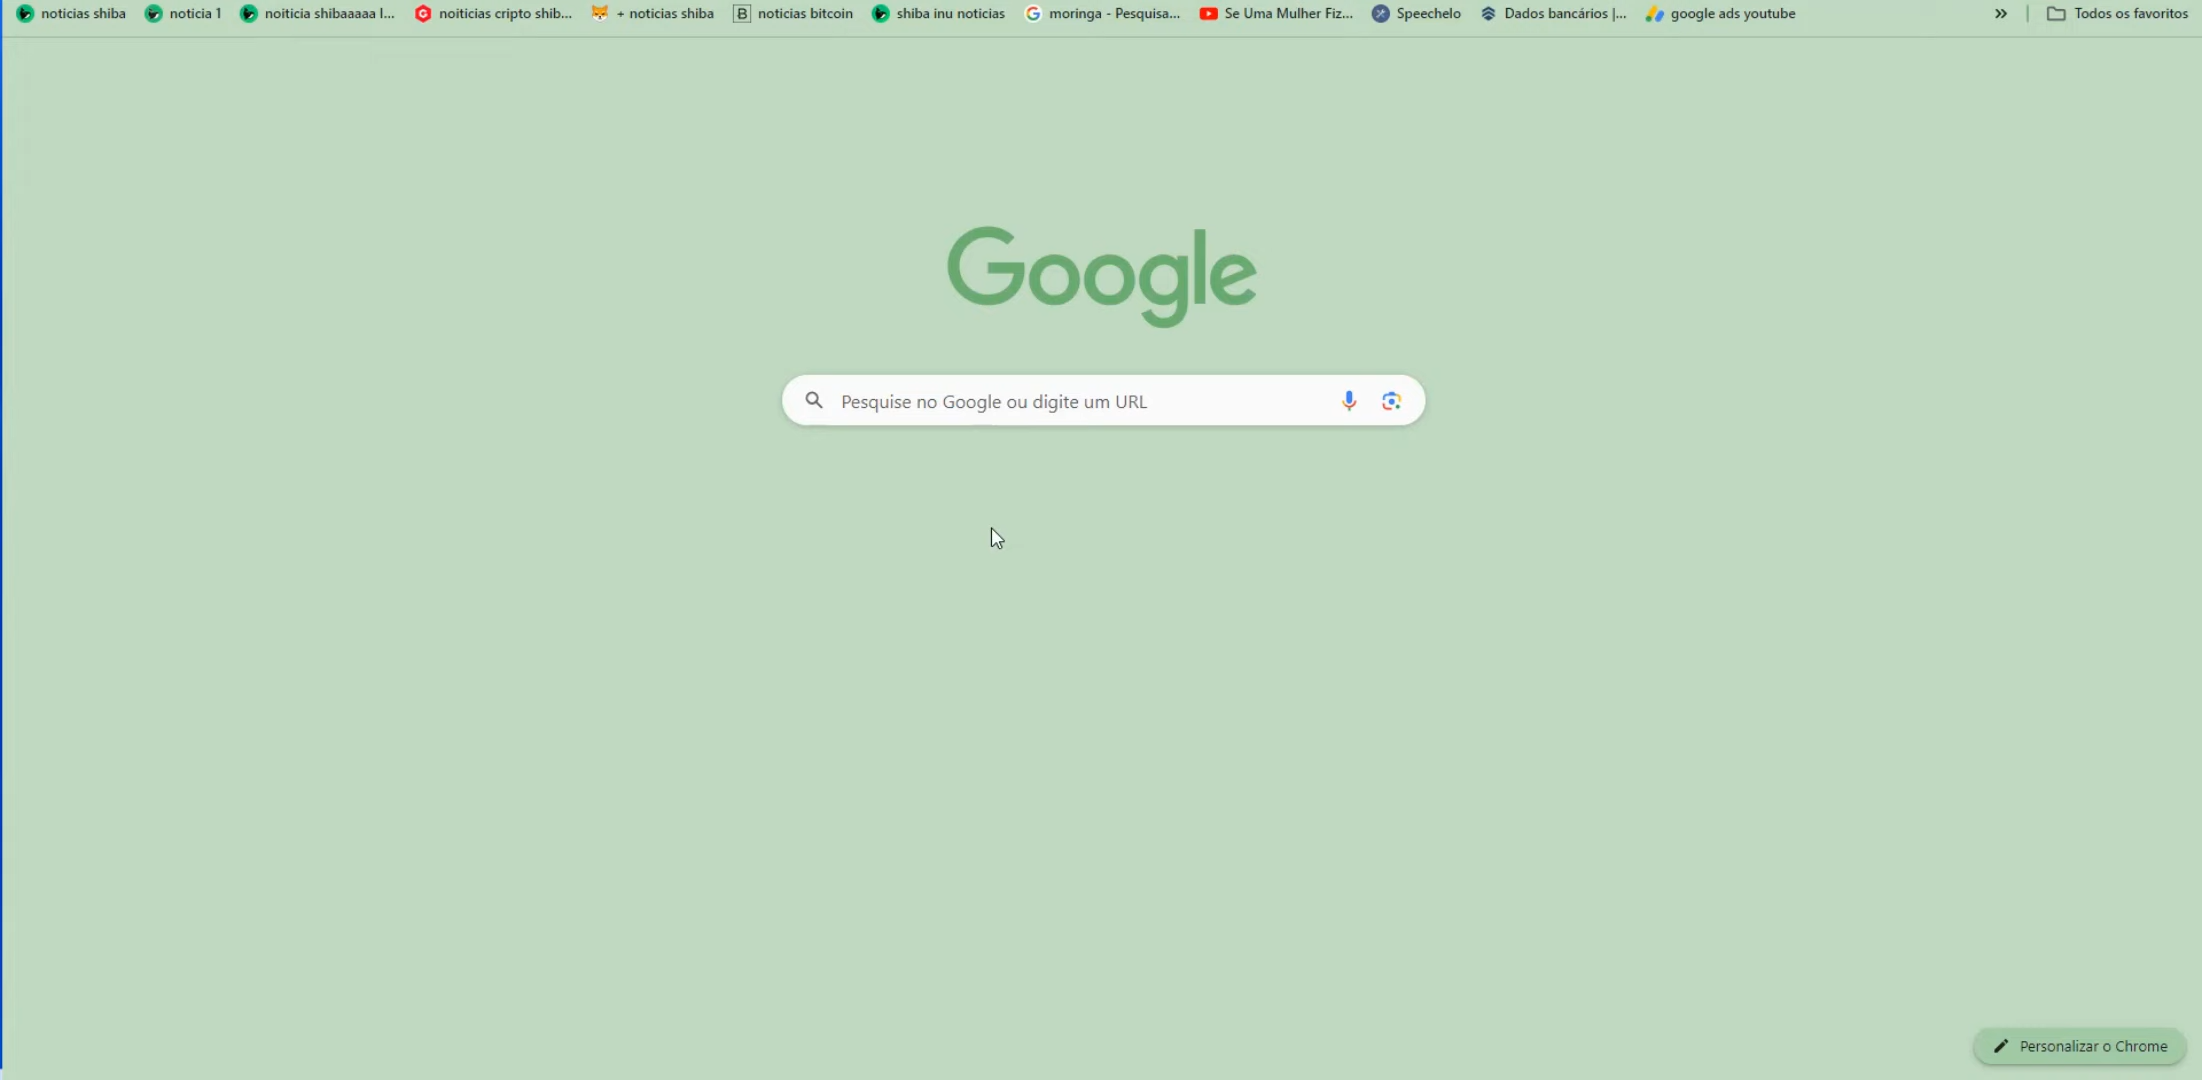 noticias shiba noticia 1 noiticia shibaaaaa l... noiticias cripto shib... + noticias shiba noticias bitcoin shiba inu noticias moringa - Pesquisa... Se Uma Mulher Fiz... Speechelo Dados bancários |... google ads youtube » Todos os favoritos
Google
Pesquise no Google ou digite um URL
Personalizar o Chrome